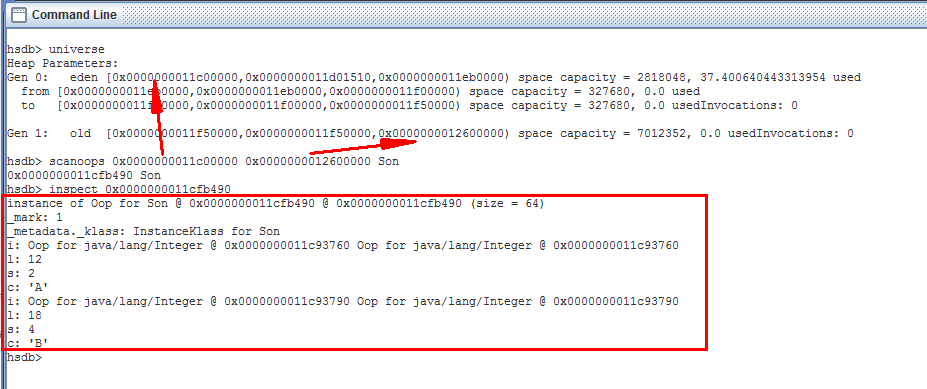 Command Line
hsdb> universe
Heap Parameters:
Gen 0:   eden [0x0000000011c00000,0x0000000011d01510,0x0000000011eb0000) space capacity = 2818048, 37.400640443313954 used
  from [0x0000000011eb0000,0x0000000011eb0000,0x0000000011f00000) space capacity = 327680, 0.0 used
  to   [0x0000000011f00000,0x0000000011f00000,0x0000000011f50000) space capacity = 327680, 0.0 usedInvocations: 0
Gen 1:   old  [0x0000000011f50000,0x0000000011f50000,0x0000000012600000) space capacity = 7012352, 0.0 usedInvocations: 0
hsdb> scanoops 0x0000000011c00000 0x0000000012600000 Son
0x0000000011cfb490 Son
hsdb> inspect 0x0000000011cfb490
instance of Oop for Son @ 0x0000000011cfb490 @ 0x0000000011cfb490 (size = 64)
_mark: 1
_metadata._klass: InstanceKlass for Son
i: Oop for java/lang/Integer @ 0x0000000011c93760 Oop for java/lang/Integer @ 0x0000000011c93760
l: 12
s: 2
c: 'A'
i: Oop for java/lang/Integer @ 0x0000000011c93790 Oop for java/lang/Integer @ 0x0000000011c93790
l: 18
s: 4
c: 'B'
hsdb>